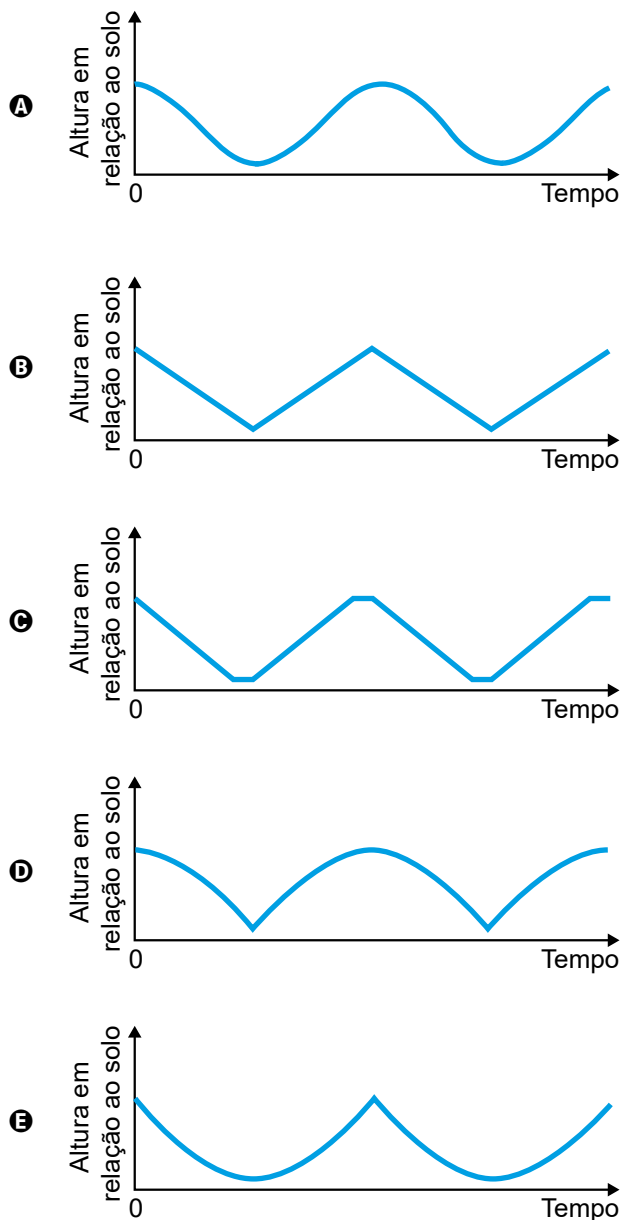 A
Altura em
relação ao solo
0
Tempo
B
Altura em
relação ao solo
0
Tempo
C
Altura em
relação ao solo
0
Tempo
D
Altura em
relação ao solo
0
Tempo
E
Altura em
relação ao solo
0
Tempo